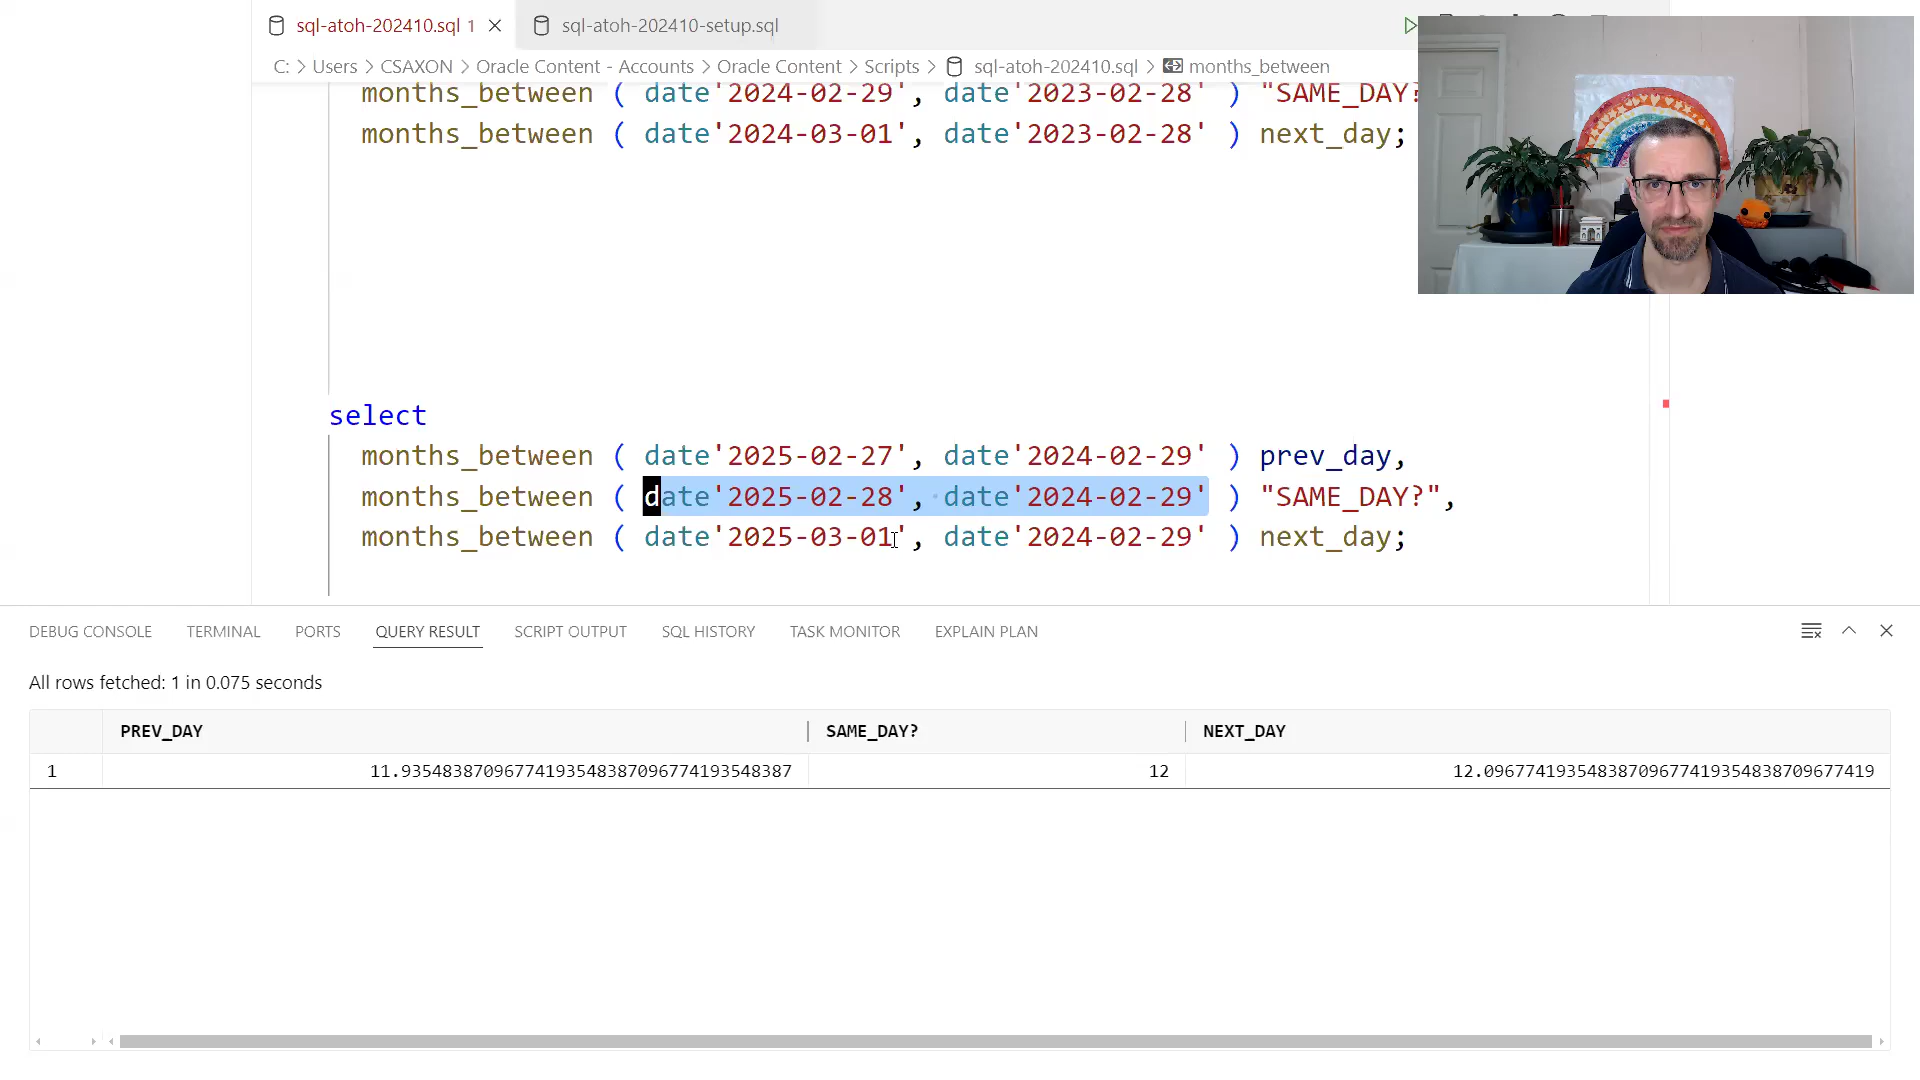 sql-atoh-202410.sql 1
sql-atoh-202410-setup.sql
C: > Users > CSAXON > Oracle Content - Accounts > Oracle Content > Scripts > sql-atoh-202410.sql > months_between
months_between ( date'2024-02-29', date'2023-02-28' ) "SAME_DAY?
months_between ( date'2024-03-01', date'2023-02-28' ) next_day;
select
months_between ( date'2025-02-27', date'2024-02-29' ) prev_day,
months_between ( date'2025-02-28', date'2024-02-29' ) "SAME_DAY?",
months_between ( date'2025-03-01', date'2024-02-29' ) next_day;
DEBUG CONSOLE TERMINAL PORTS QUERY RESULT SCRIPT OUTPUT SQL HISTORY TASK MONITOR EXPLAIN PLAN
All rows fetched: 1 in 0.075 seconds
PREV_DAY SAME_DAY? NEXT_DAY
1 11.9354838709677419354838709677419354838​7 12 12.0967741935483870967741935483870967741​9